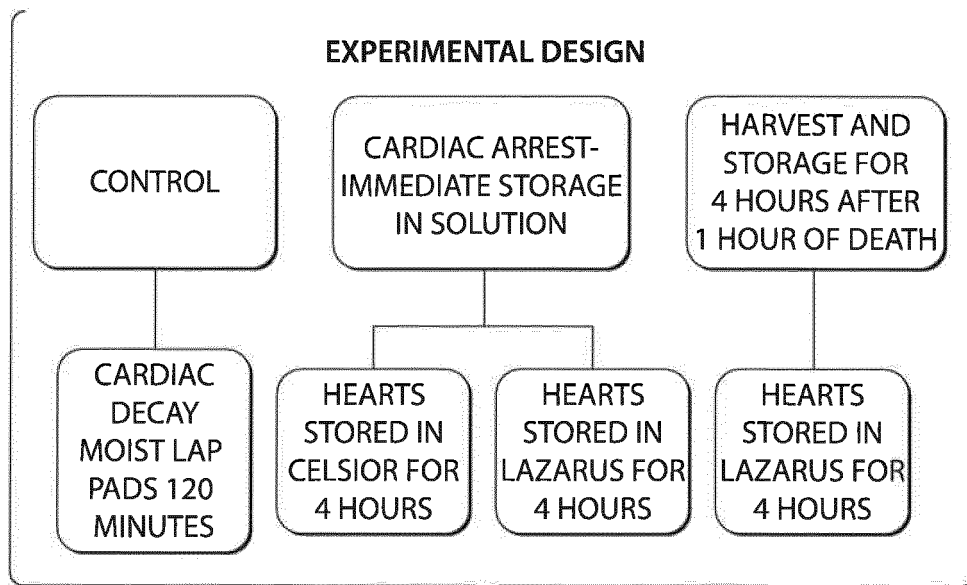 EXPERIMENTAL DESIGN
CONTROL
CARDIAC ARREST-
IMMEDIATE STORAGE
IN SOLUTION
HARVEST AND
STORAGE FOR
4 HOURS AFTER
1 HOUR OF DEATH
CARDIAC
DECAY
MOIST LAP
PADS 120
MINUTES
HEARTS
STORED IN
CELSIOR FOR
4 HOURS
HEARTS
STORED IN
LAZARUS FOR
4 HOURS
HEARTS
STORED IN
LAZARUS FOR
4 HOURS